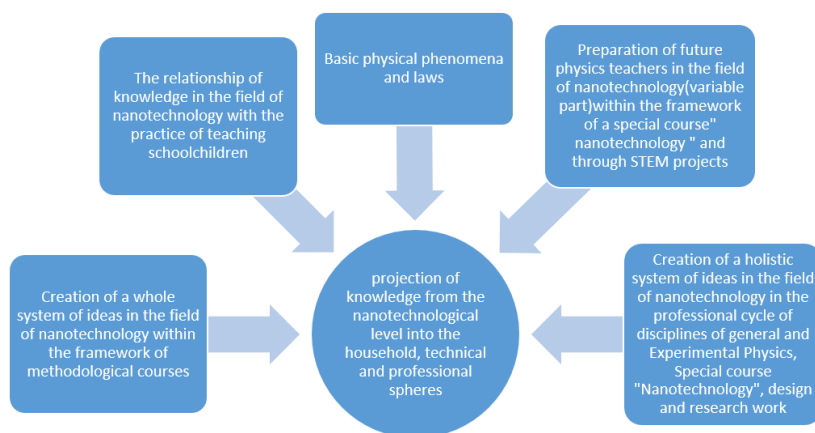 The relationship of
knowledge in the field of
nanotechnology with the
practice of teaching
schoolchildren
Basic physical phenomena
and laws
Preparation of future
physics teachers in the field
of nanotechnology(variable
part)within the framework
of a special course"
nanotechnology " and
through STEM projects
Creation of a whole
system of ideas in the field
of nanotechnology within
the framework of
methodological courses
projection of
knowledge from the
nanotechnological
level into the
household, technical
and professional
spheres
Creation of a holistic
system of ideas in the field
of nanotechnology in the
professional cycle of
disciplines of general and
Experimental Physics,
Special course
"Nanotechnology", design
and research work